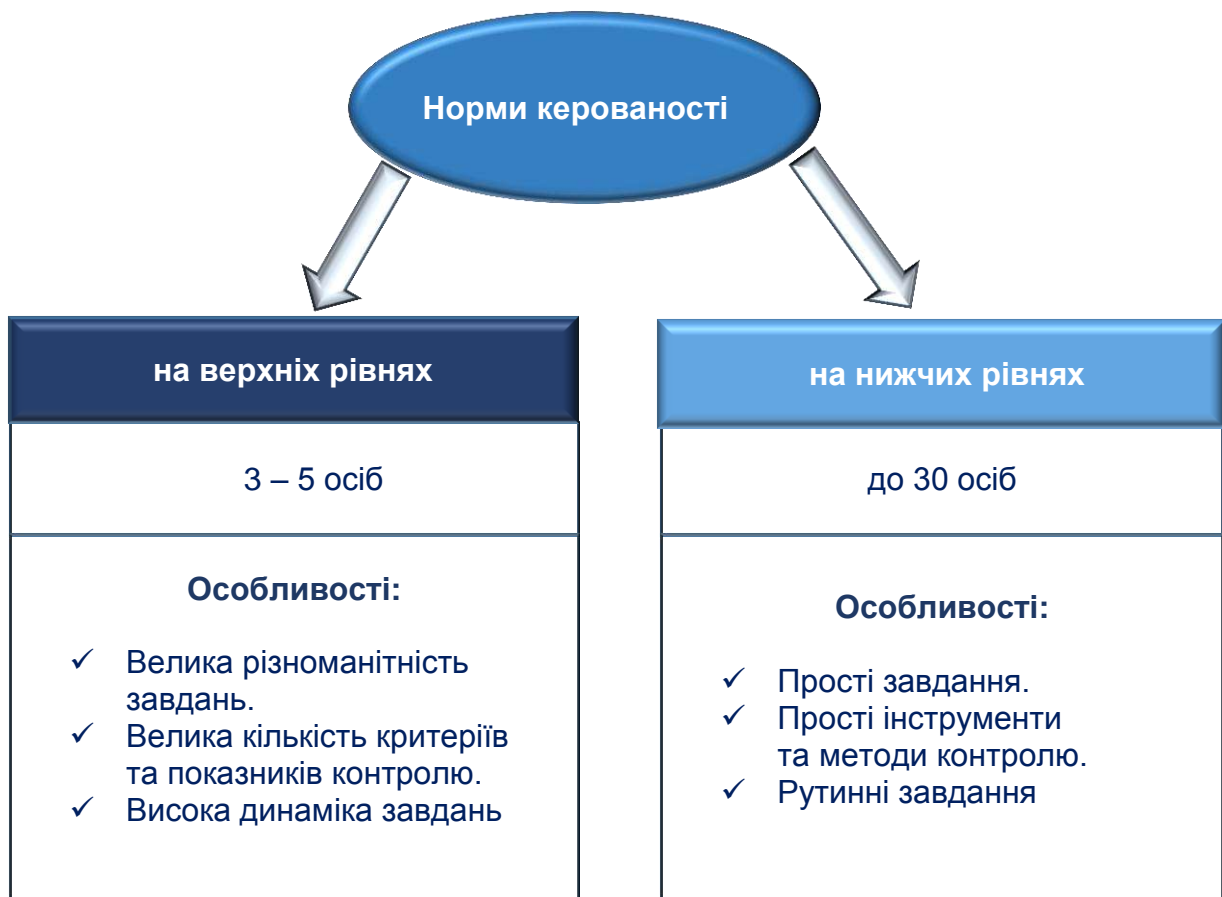 Норми керованості
на верхніх рівнях
3 – 5 осіб
Особливості:
✓ Велика різноманітність
завдань.
✓ Велика кількість критеріїв
та показників контролю.
✓ Висока динаміка завдань
на нижчих рівнях
до 30 осіб
Особливості:
✓ Прості завдання.
✓ Прості інструменти
та методи контролю.
✓ Рутинні завдання